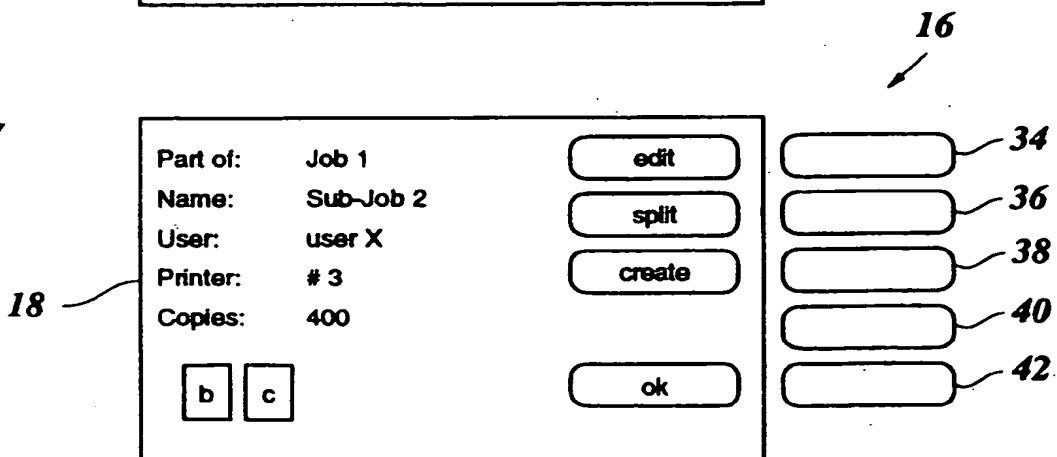 16
Part of: Job 1 edit 34
Name: Sub-Job 2 split 36
User: user X
Printer: # 3 create 38
18
Copies: 400 40
b c ok 42